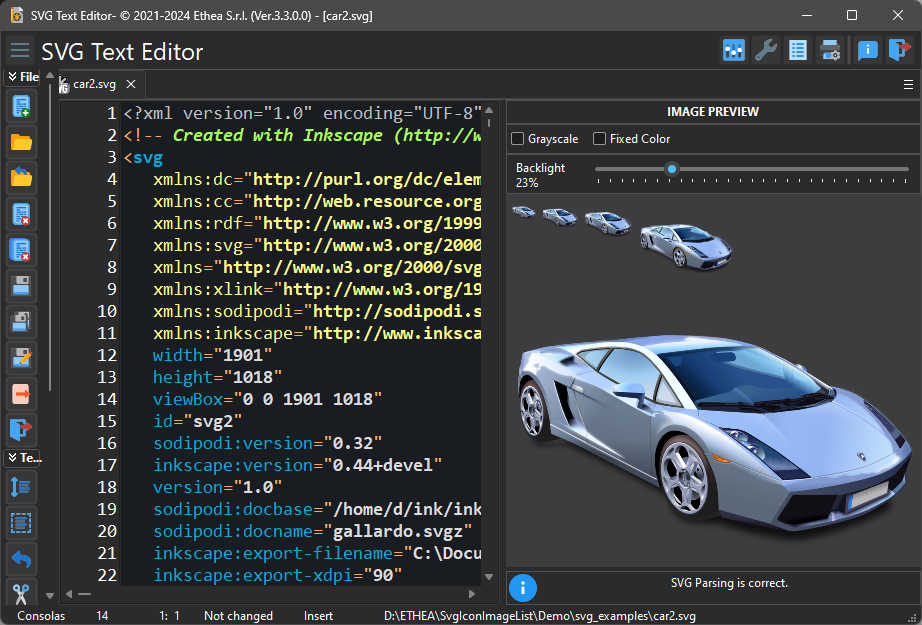 SVG Text Editor- © 2021-2024 Ethea S.r.l. (Ver.3.3.0.0) - [car2.svg]
SVG Text Editor
File
car2.svg
1 <?xml version="1.0" encoding="UTF-8"
2 <!-- Created with Inkscape (http://w
3 <svg
4 xmlns:dc="http://purl.org/dc/elem
5 xmlns:cc="http://web.resource.org
6 xmlns:rdf="http://www.w3.org/1999
7 xmlns:svg="http://www.w3.org/2000
8 xmlns="http://www.w3.org/2000/svg
9 xmlns:xlink="http://www.w3.org/19
10 xmlns:sodipodi="http://sodipodi.s
11 xmlns:inkscape="http://www.inksca
12 width="1901"
13 height="1018"
14 viewBox="0 0 1901 1018"
15 id="svg2"
16 sodipodi:version="0.32"
17 inkscape:version="0.44+devel"
18 version="1.0"
19 sodipodi:docbase="/home/d/ink/ink
20 sodipodi:docname="gallardo.svgz"
21 inkscape:export-filename="C:\Docu
22 inkscape:export-xdpi="90"
Te...
IMAGE PREVIEW
Grayscale
Fixed Color
Backlight
23%
SVG Parsing is correct.
Consolas 14 1: 1 Not changed Insert D:\ETHEA\SvgIconImageList\Demo\svg_examples\car2.svg